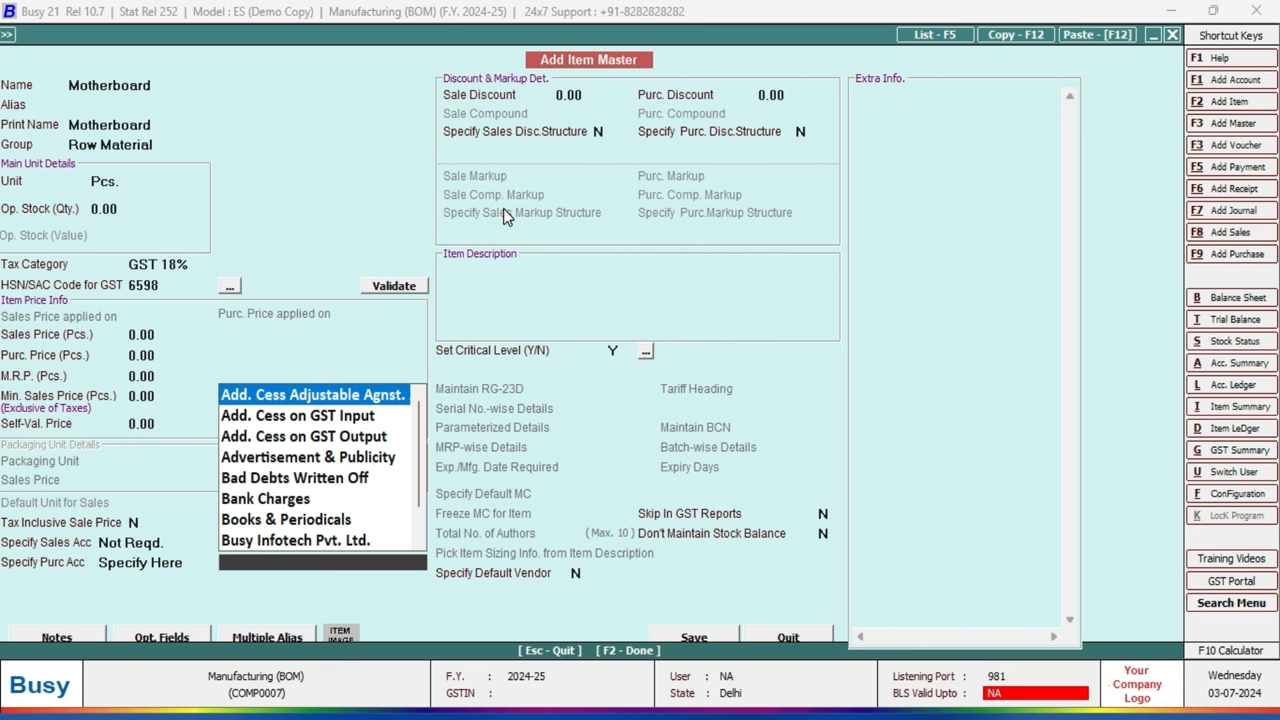 Busy 21 Rel 10.7 | Stat Rel 252 | Model : ES (Demo Copy) | Manufacturing (BOM) (F.Y. 2024-25) | 24x7 Support : +91-8282828282
>> List - F5 Copy - F12 Paste - [F12] Shortcut Keys
Add Item Master
Name Motherboard
Alias
Print Name Motherboard
Group Row Material
Main Unit Details
Unit Pcs.
Op. Stock (Qty.) 0.00
Op. Stock (Value)
Tax Category GST 18%
HSN/SAC Code for GST 6598 ... Validate
Item Price Info
Sales Price applied on Purc. Price applied on
Sales Price (Pcs.) 0.00
Purc. Price (Pcs.) 0.00
M.R.P. (Pcs.) 0.00
Min. Sales Price (Pcs.) 0.00
(Exclusive of Taxes)
Self-Val. Price 0.00
Packaging Unit Details
Packaging Unit
Sales Price
Default Unit for Sales
Tax Inclusive Sale Price N
Specify Sales Acc Not Reqd.
Specify Purc Acc Specify Here
Add. Cess Adjustable Agnst.
Add. Cess on GST Input
Add. Cess on GST Output
Advertisement & Publicity
Bad Debts Written Off
Bank Charges
Books & Periodicals
Busy Infotech Pvt. Ltd.
Notes Opt. Fields Multiple Alias ITEM IMAGE
Discount & Markup Det.
Sale Discount 0.00 Purc. Discount 0.00
Sale Compound Purc. Compound
Specify Sales Disc.Structure N Specify Purc. Disc.Structure N
Sale Markup Purc. Markup
Sale Comp. Markup Purc. Comp. Markup
Specify Sales Markup Structure Specify Purc.Markup Structure
Item Description
Set Critical Level (Y/N) Y ...
Maintain RG-23D Tariff Heading
Serial No.-wise Details
Parameterized Details Maintain BCN
MRP-wise Details Batch-wise Details
Exp./Mfg. Date Required Expiry Days
Specify Default MC
Freeze MC for Item Skip In GST Reports N
Total No. of Authors (Max. 10) Don't Maintain Stock Balance N
Pick Item Sizing Info. from Item Description
Specify Default Vendor N
Save Quit
Extra Info.
[ Esc - Quit ] [ F2 - Done ]
F1 Help
F1 Add Account
F2 Add Item
F3 Add Master
F3 Add Voucher
F5 Add Payment
F6 Add Receipt
F7 Add Journal
F8 Add Sales
F9 Add Purchase
B Balance Sheet
T Trial Balance
S Stock Status
A Acc. Summary
L Acc. Ledger
I Item Summary
D Item LeDger
G GST Summary
U Switch User
F ConFiguration
K LocK Program
Training Videos
GST Portal
Search Menu
F10 Calculator
Busy
Manufacturing (BOM)
(COMP0007)
F.Y. : 2024-25
GSTIN :
User : NA
State : Delhi
Listening Port : 981
BLS Valid Upto : NA
Your
Company
Logo
Wednesday
03-07-2024